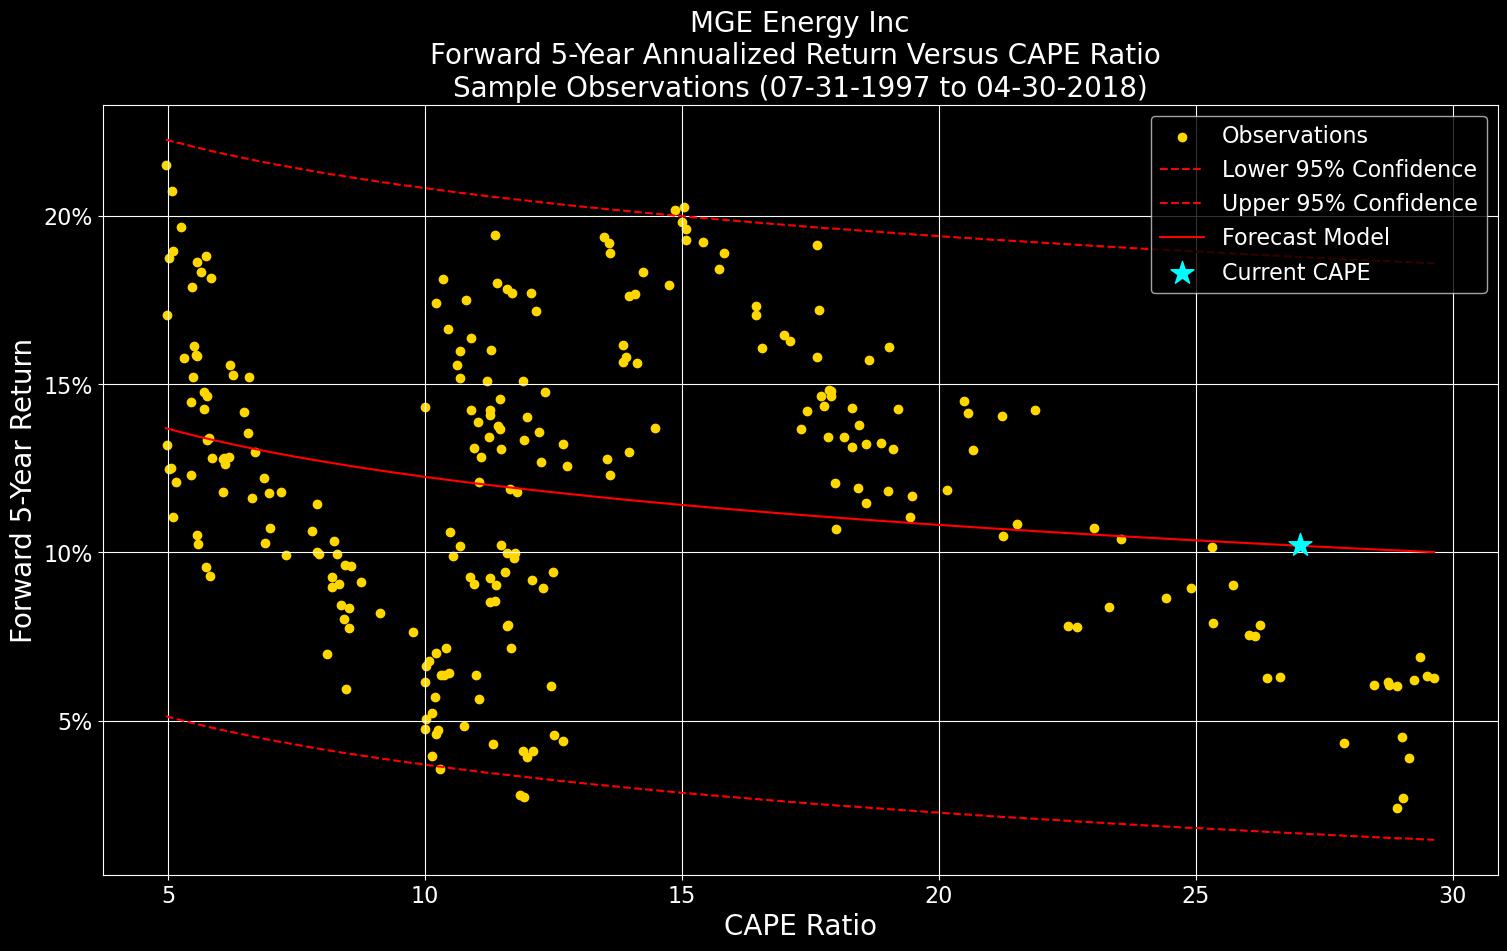 MGE Energy Inc
Forward 5-Year Annualized Return Versus CAPE Ratio
Sample Observations (07-31-1997 to 04-30-2018)
Observations
Lower 95% Confidence
Upper 95% Confidence
Forecast Model
Current CAPE
Forward 5-Year Return
20%
15%
10%
5%
5 10 15 20 25 30
CAPE Ratio